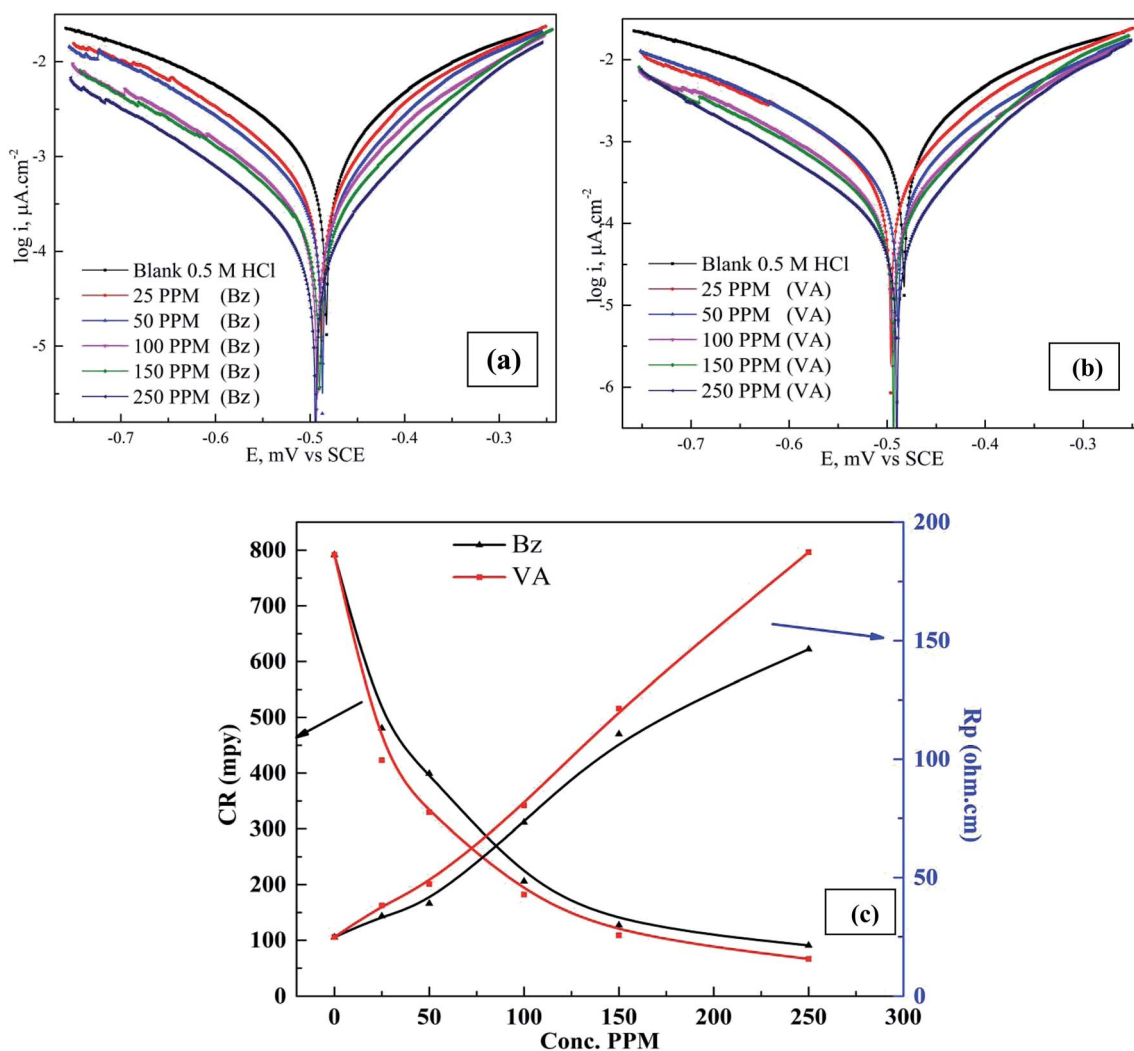 -2
-3
-4
-5
log i, µA.cm-2
Blank 0.5 M HCl
25 PPM (Bz)
50 PPM (Bz)
100 PPM (Bz)
150 PPM (Bz)
250 PPM (Bz)
(a)
-0.7 -0.6 -0.5 -0.4 -0.3
E, mV vs SCE
-2
-3
-4
-5
-6
log i, µA.cm-2
Blank 0.5 M HCl
25 PPM (VA)
50 PPM (VA)
100 PPM (VA)
150 PPM (VA)
250 PPM (VA)
(b)
-0.7 -0.6 -0.5 -0.4 -0.3
E, mV vs SCE
800
700
600
500
400
300
200
100
0
CR (mpy)
Bz
VA
200
150
100
50
0
Rp (ohm.cm)
(c)
0 50 100 150 200 250 300
Conc. PPM